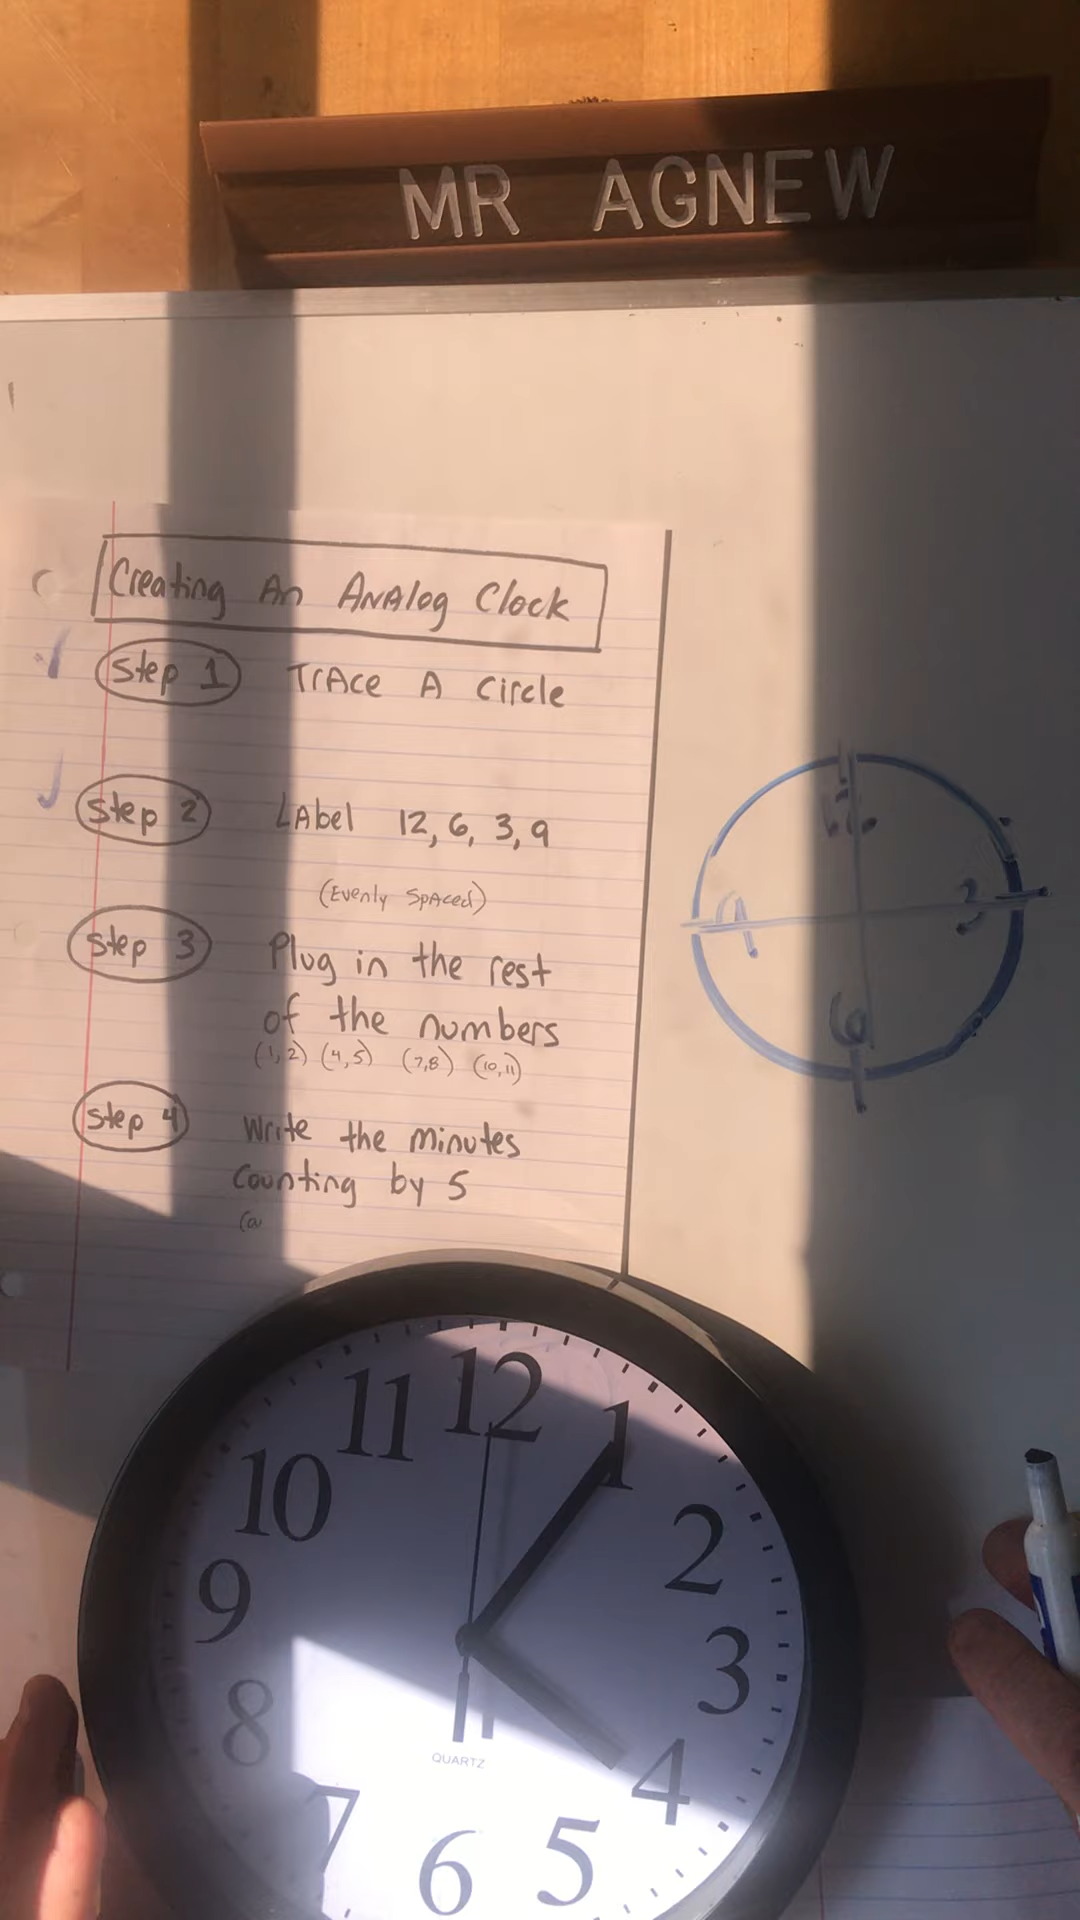 MR AGNEW
Creating An Analog Clock
Step 1 Trace A Circle
Step 2 Label 12, 6, 3, 9
(Evenly Spaced)
Step 3 Plug in the rest
of the numbers
(1,2) (4,5) (7,8) (10,11)
Step 4 Write the minutes
Counting by 5
12
9 3
6
12
11 1
10 2
9 3
8 4
7 5
6
QUARTZ